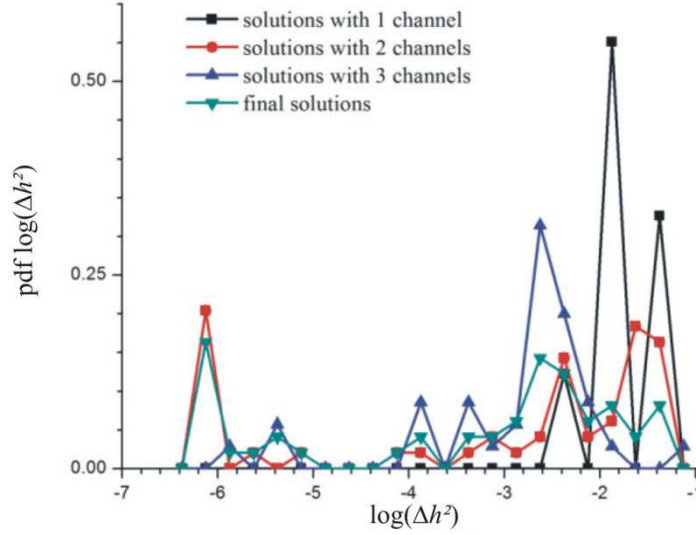 solutions with 1 channel
solutions with 2 channels
solutions with 3 channels
final solutions
pdf log(Δh²)
0.50
0.25
0.00
-7 -6 -5 -4 -3 -2 -1
log(Δh²)